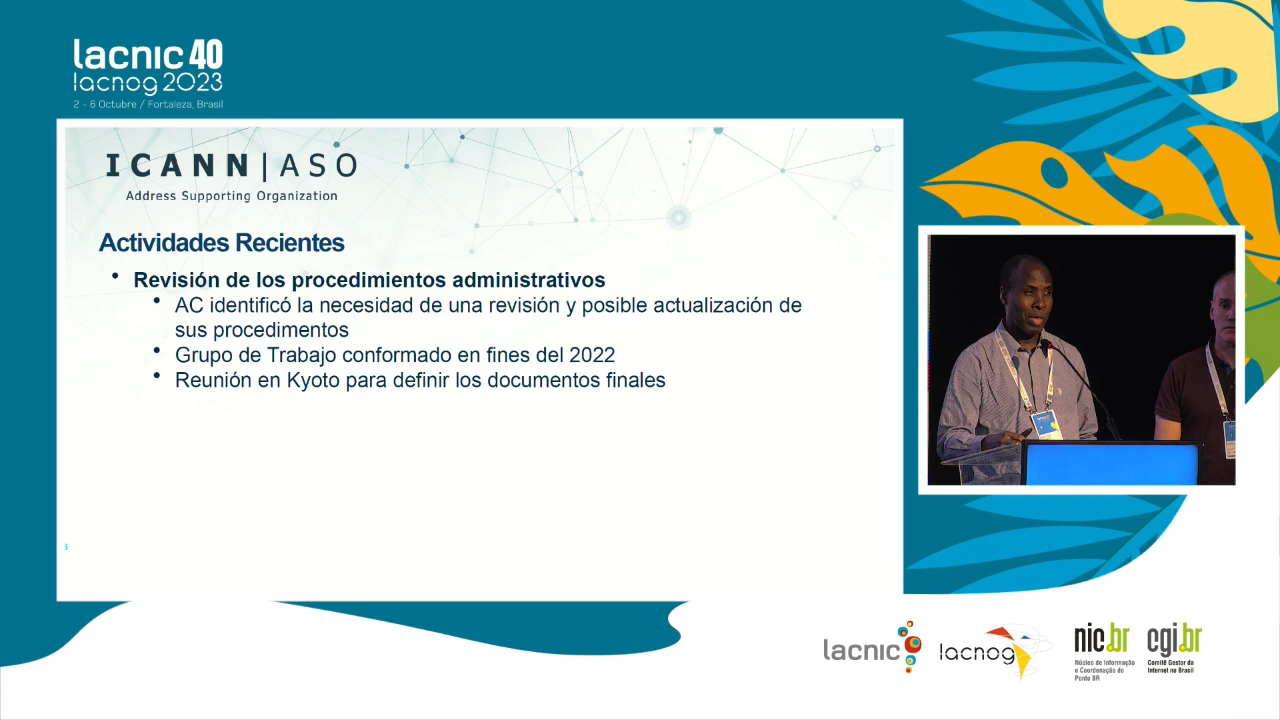 lacnic 40
lacnog 2023
2 - 6 Octubre / Fortaleza, Brasil
ICANN|ASO
Address Supporting Organization
Actividades Recientes
• Revisión de los procedimientos administrativos
• AC identificó la necesidad de una revisión y posible actualización de
sus procedimentos
• Grupo de Trabajo conformado en fines del 2022
• Reunión en Kyoto para definir los documentos finales
lacnic
lacnog
nic.br
Núcleo de Informação
e Coordenação do
Ponto BR
cgi.br
Comitê Gestor da
Internet no Brasil